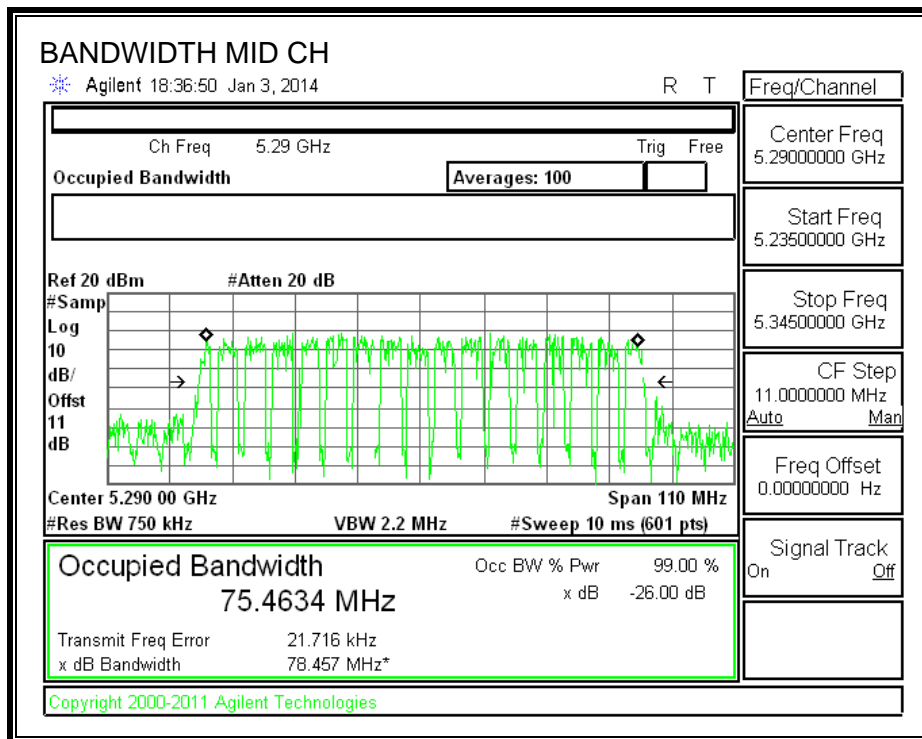 BANDWIDTH MID CH
Agilent 18:36:50 Jan 3, 2014 R T
Freq/Channel
Ch Freq 5.29 GHz Trig Free
Occupied Bandwidth Averages: 100
Center Freq
5.29000000 GHz
Start Freq
5.23500000 GHz
Stop Freq
5.34500000 GHz
CF Step
11.0000000 MHz
Auto Man
Freq Offset
0.00000000 Hz
Signal Track
On Off
Ref 20 dBm #Atten 20 dB
#Samp
Log
10
dB/
Offst
11
dB
Center 5.290 00 GHz Span 110 MHz
#Res BW 750 kHz VBW 2.2 MHz #Sweep 10 ms (601 pts)
Occupied Bandwidth Occ BW % Pwr 99.00 %
75.4634 MHz x dB -26.00 dB
Transmit Freq Error 21.716 kHz
x dB Bandwidth 78.457 MHz*
Copyright 2000-2011 Agilent Technologies